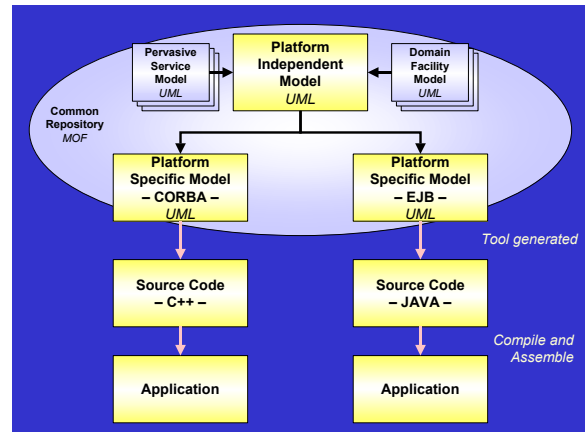 Pervasive
Service
Model
UML
Platform
Independent
Model
UML
Domain
Facility
Model
UML
Common
Repository
MOF
Platform
Specific Model
– CORBA –
UML
Platform
Specific Model
– EJB –
UML
Tool generated
Source Code
– C++ –
Source Code
– JAVA –
Compile and
Assemble
Application
Application